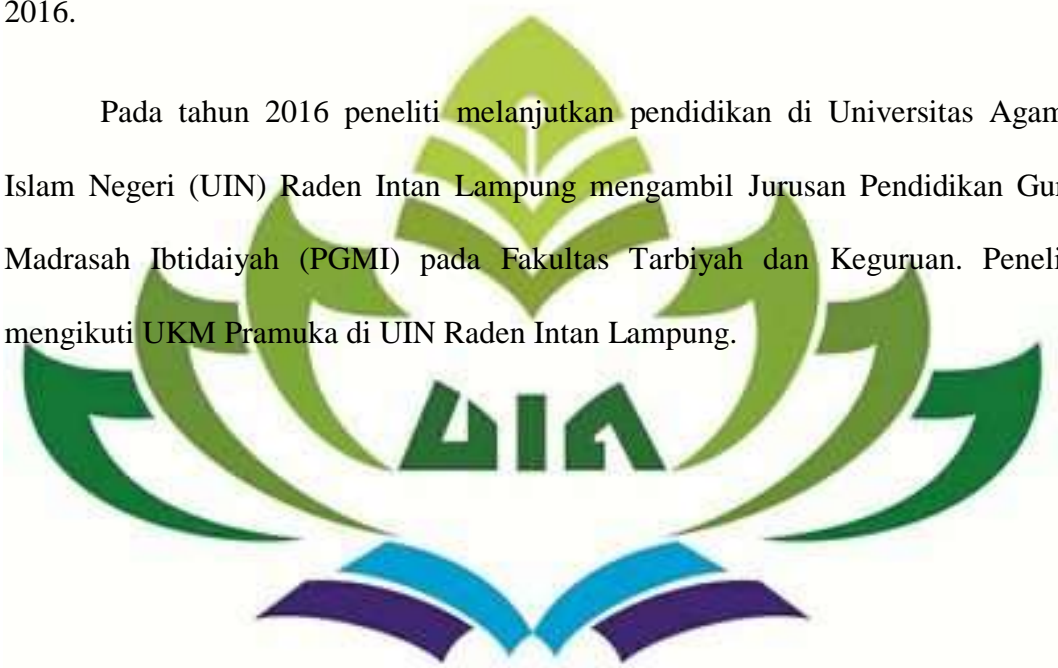 2016.
Pada tahun 2016 peneliti melanjutkan pendidikan di Universitas Agam
Islam Negeri (UIN) Raden Intan Lampung mengambil Jurusan Pendidikan Gur
Madrasah Ibtidaiyah (PGMI) pada Fakultas Tarbiyah dan Keguruan. Peneli
mengikuti UKM Pramuka di UIN Raden Intan Lampung.
UIN